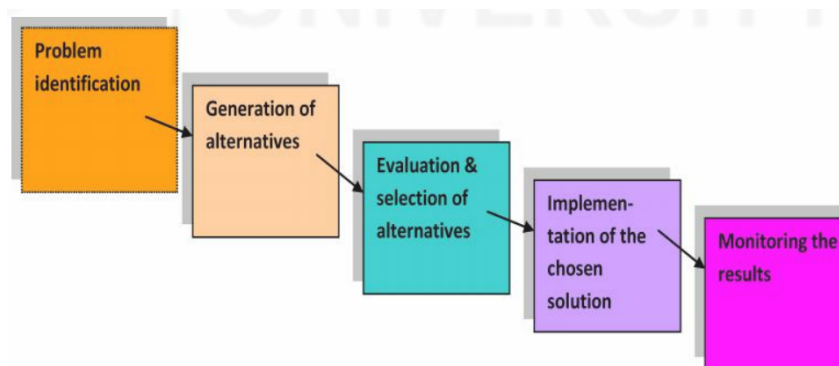 Problem
identification
Generation of
alternatives
Evaluation &
selection of
alternatives
Implemen-
tation of the
chosen
solution
Monitoring the
results